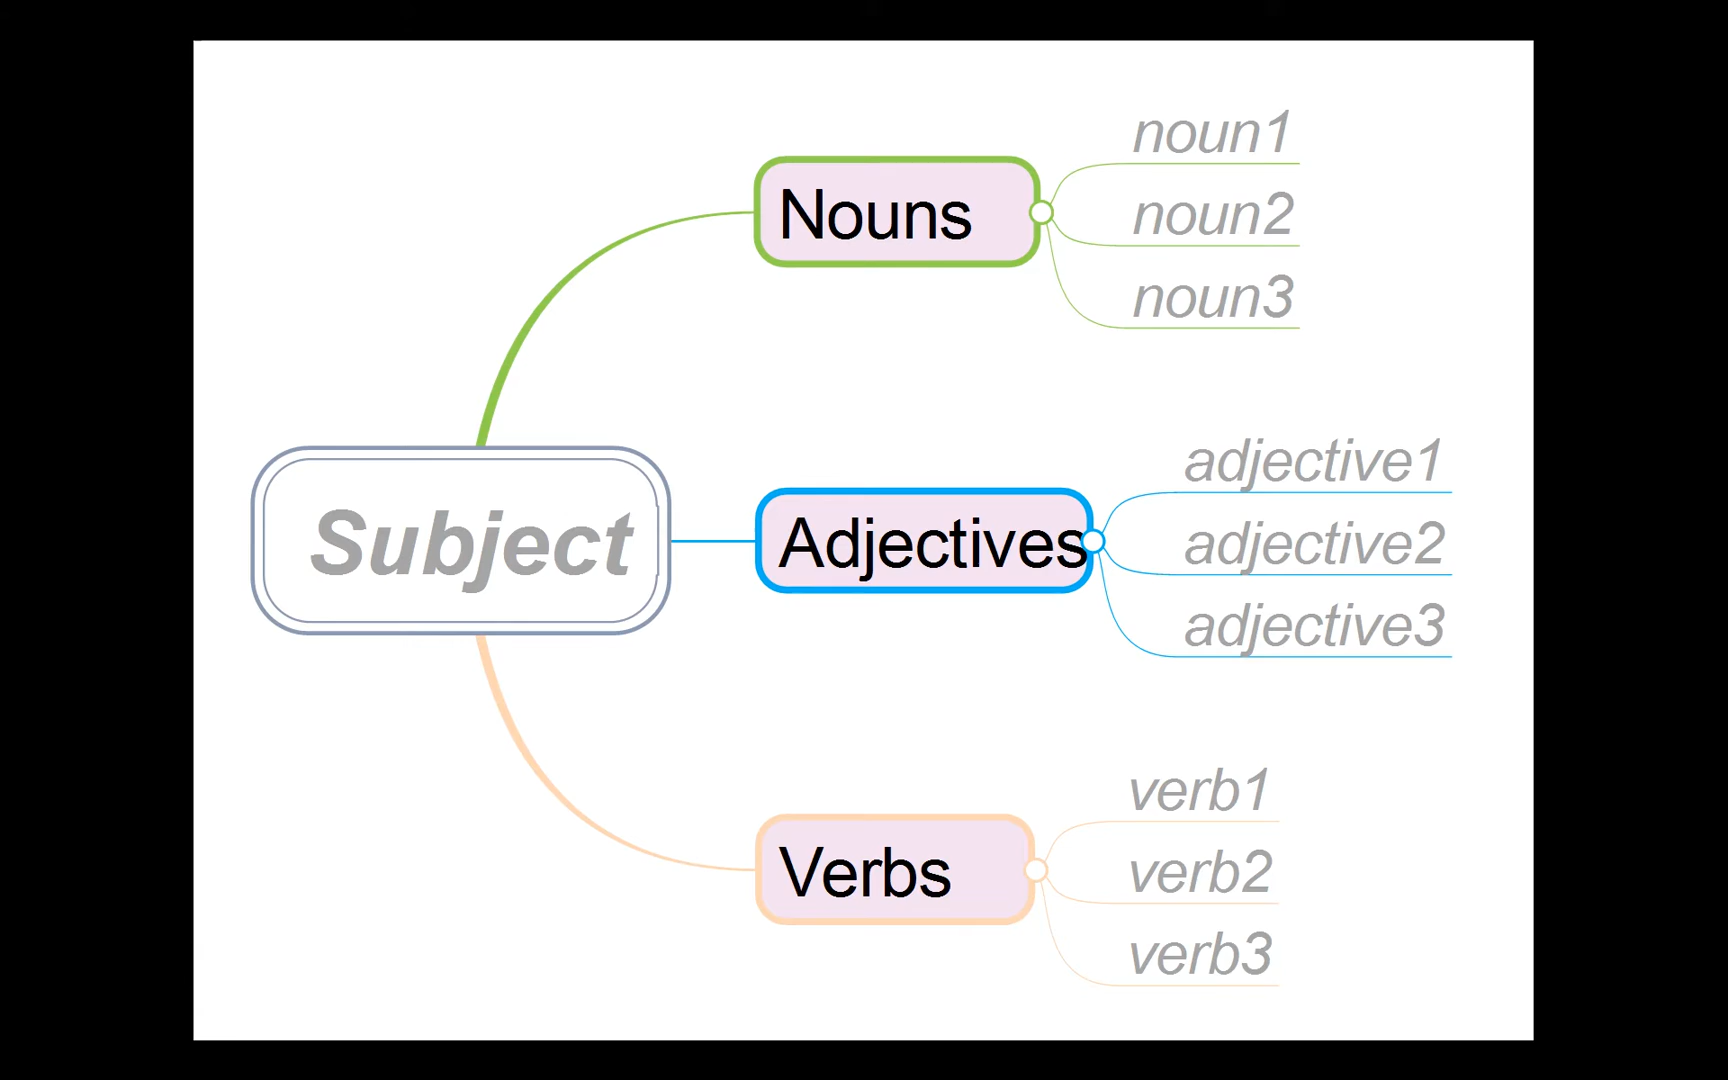 Subject
Nouns
noun1
noun2
noun3
Adjectives
adjective1
adjective2
adjective3
Verbs
verb1
verb2
verb3